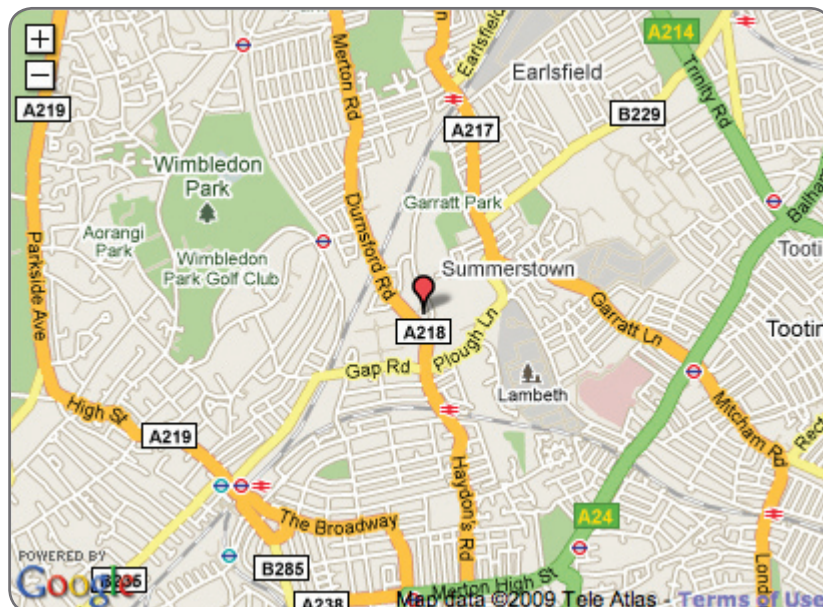 +
−
A219
Merton Rd
Earlsfield
Earlsfield
A214
Trinity Rd
A217
B229
Wimbledon
Park
Garratt Park
Durnsford Rd
Aorangi
Park
Wimbledon
Park Golf Club
Parkside Ave
Balham
Summerstown
A218
Plough Ln
Garratt Ln
Gap Rd
Lambeth
High St
A219
Mitcham Rd
Haydon's Rd
The Broadway
A24
POWERED BY
Google
B235
B285
A238
Merton High St
Map data ©2009 Tele Atlas - Terms of Use